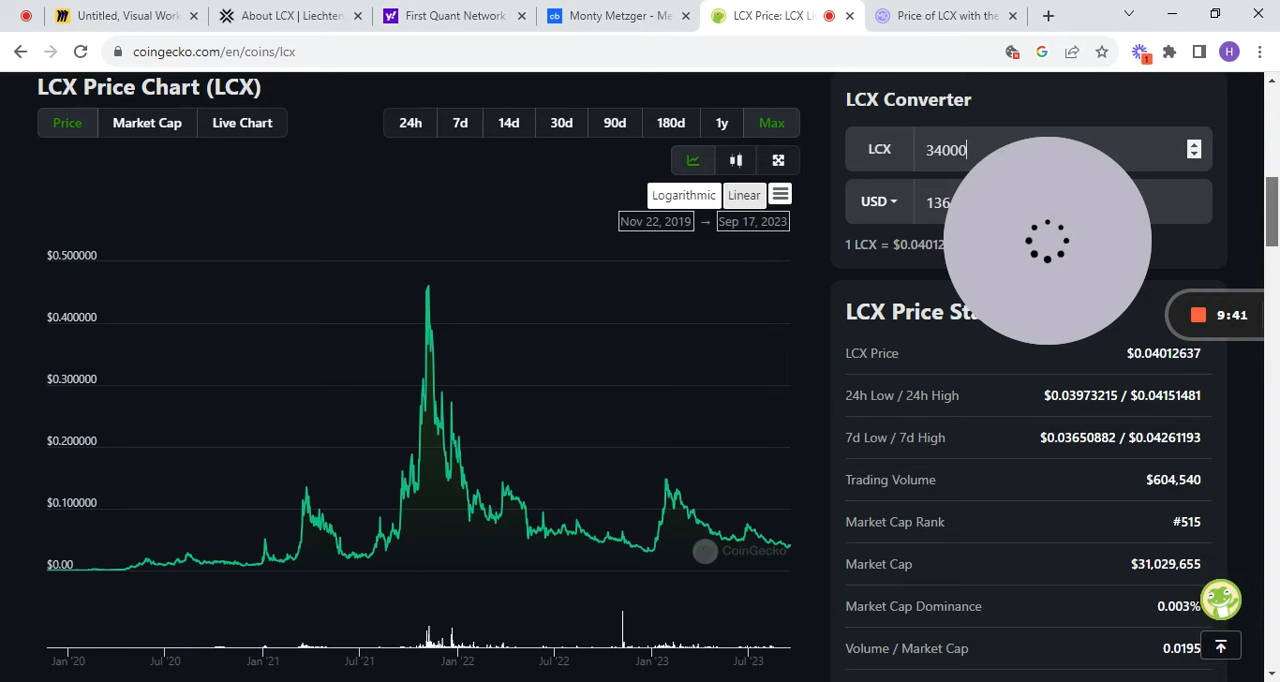 Untitled, Visual Work
About LCX | Liechten
First Quant Network
cb Monty Metzger - Me
LCX Price: LCX Li
Price of LCX with the
coingecko.com/en/coins/lcx
1
H
LCX Price Chart (LCX)
Price Market Cap Live Chart
24h 7d 14d 30d 90d 180d 1y Max
Logarithmic Linear
Nov 22, 2019 → Sep 17, 2023
$0.500000
$0.400000
$0.300000
$0.200000
$0.100000
$0.00
CoinGecko
Jan '20 Jul '20 Jan '21 Jul '21 Jan '22 Jul '22 Jan '23 Jul '23
LCX Converter
LCX 34000
USD 136
1 LCX = $0.04012
9:41
LCX Price Sta
LCX Price $0.04012637
24h Low / 24h High $0.03973215 / $0.04151481
7d Low / 7d High $0.03650882 / $0.04261193
Trading Volume $604,540
Market Cap Rank #515
Market Cap $31,029,655
Market Cap Dominance 0.003%
Volume / Market Cap 0.0195